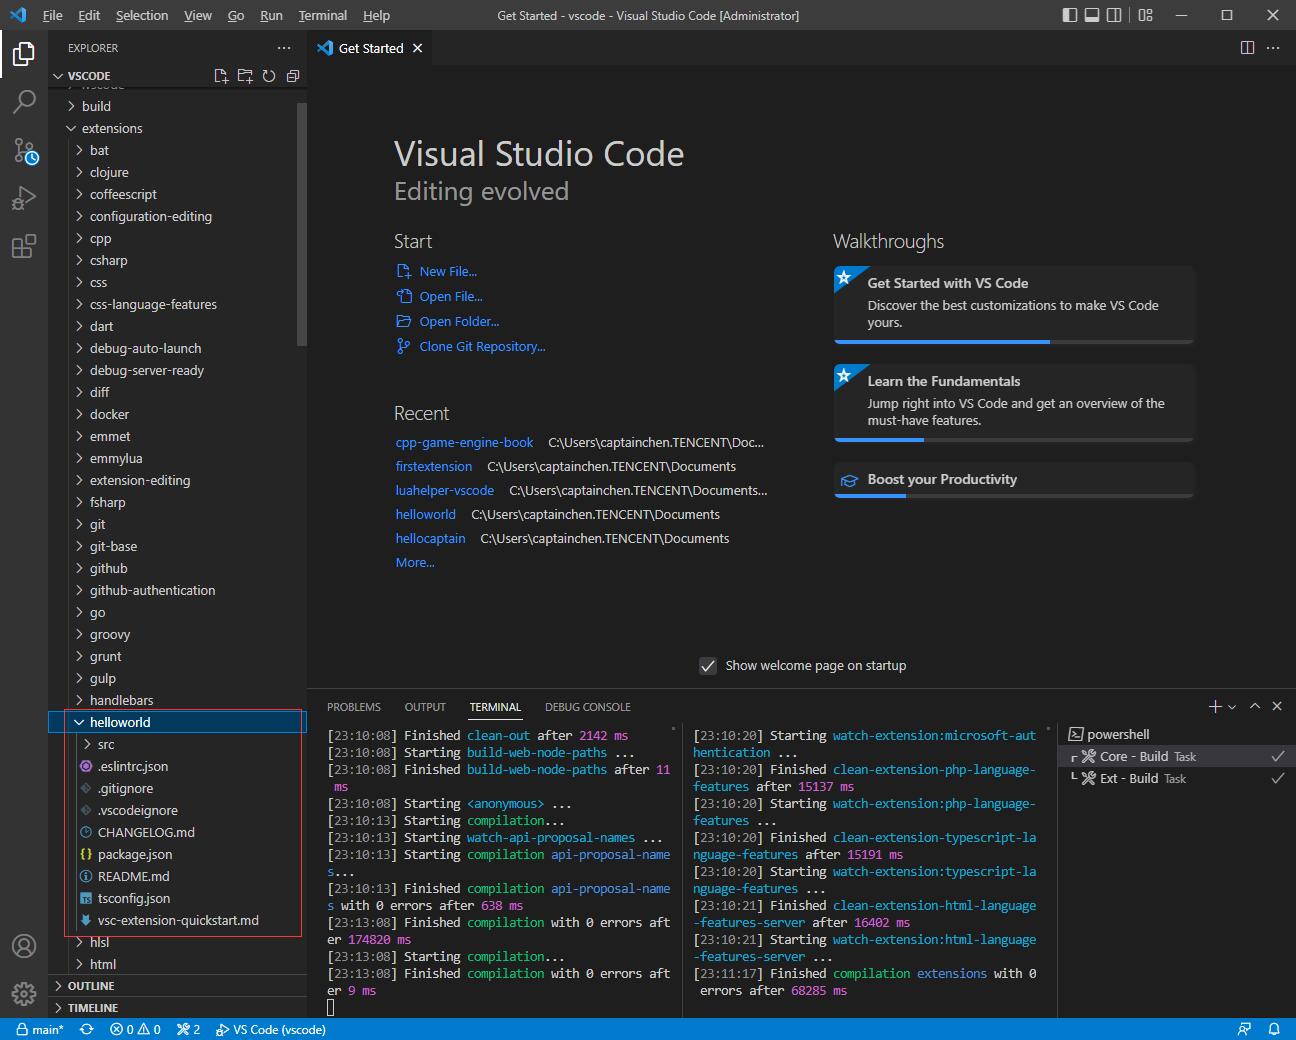 File Edit Selection View Go Run Terminal Help
Get Started - vscode - Visual Studio Code [Administrator]
EXPLORER
VSCODE
build
extensions
bat
clojure
coffeescript
configuration-editing
cpp
csharp
css
css-language-features
dart
debug-auto-launch
debug-server-ready
diff
docker
emmet
emmylua
extension-editing
fsharp
git
git-base
github
github-authentication
go
groovy
grunt
gulp
handlebars
helloworld
src
.eslintrc.json
.gitignore
.vscodeignore
CHANGELOG.md
package.json
README.md
tsconfig.json
vsc-extension-quickstart.md
hlsl
html
OUTLINE
TIMELINE
Get Started
Visual Studio Code
Editing evolved
Start
New File...
Open File...
Open Folder...
Clone Git Repository...
Recent
cpp-game-engine-book C:\Users\captainchen.TENCENT\Doc...
firstextension C:\Users\captainchen.TENCENT\Documents
luahelper-vscode C:\Users\captainchen.TENCENT\Documents...
helloworld C:\Users\captainchen.TENCENT\Documents
hellocaptain C:\Users\captainchen.TENCENT\Documents
More...
Walkthroughs
Get Started with VS Code
Discover the best customizations to make VS Code
yours.
Learn the Fundamentals
Jump right into VS Code and get an overview of the
must-have features.
Boost your Productivity
Show welcome page on startup
PROBLEMS OUTPUT TERMINAL DEBUG CONSOLE
[23:10:08] Finished clean-out after 2142 ms
[23:10:08] Starting build-web-node-paths ...
[23:10:08] Finished build-web-node-paths after 11
ms
[23:10:08] Starting <anonymous> ...
[23:10:13] Starting compilation...
[23:10:13] Starting watch-api-proposal-names ...
[23:10:13] Starting compilation api-proposal-name
s...
[23:10:13] Finished compilation api-proposal-name
s with 0 errors after 638 ms
[23:13:08] Finished compilation with 0 errors aft
er 174820 ms
[23:13:08] Starting compilation...
[23:13:08] Finished compilation with 0 errors aft
er 9 ms
[23:10:20] Starting watch-extension:microsoft-aut
hentication ...
[23:10:20] Finished clean-extension-php-language-
features after 15137 ms
[23:10:20] Starting watch-extension:php-language-
features ...
[23:10:20] Finished clean-extension-typescript-la
nguage-features after 15191 ms
[23:10:20] Starting watch-extension:typescript-la
nguage-features ...
[23:10:21] Finished clean-extension-html-language
-features-server after 16402 ms
[23:10:21] Starting watch-extension:html-language
-features-server ...
[23:11:17] Finished compilation extensions with 0
errors after 68285 ms
powershell
Core - Build Task
Ext - Build Task
main* 0 0 2 VS Code (vscode)